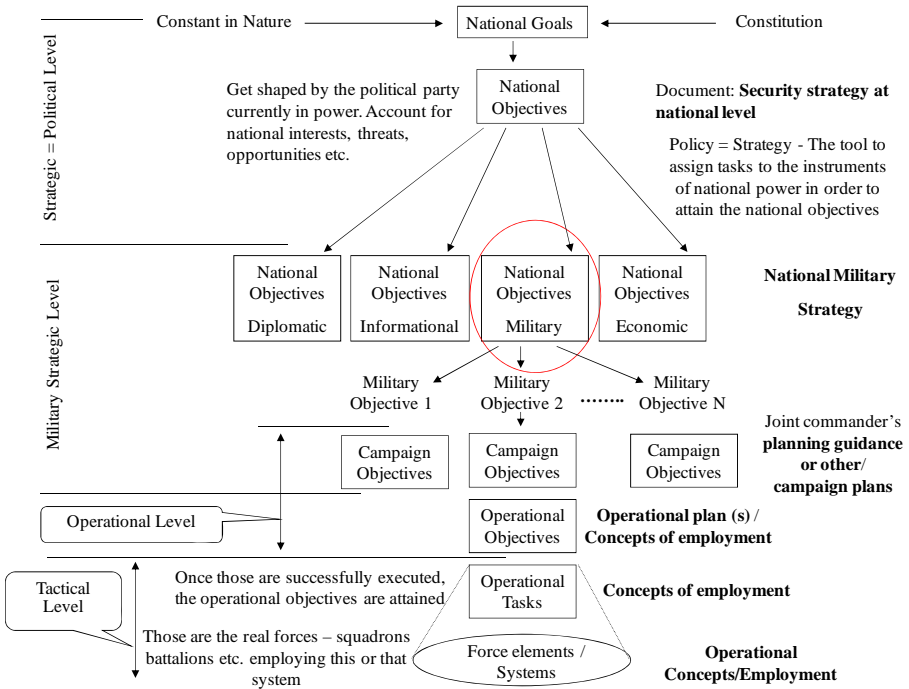 Constant in Nature
National Goals
Constitution
Strategic = Political Level
Get shaped by the political party
currently in power. Account for
national interests, threats,
opportunities etc.
National
Objectives
Document: Security strategy at
national level
Policy = Strategy - The tool to
assign tasks to the instruments
of national power in order to
attain the national objectives
Military Strategic Level
National
Objectives
Diplomatic
National
Objectives
Informational
National
Objectives
Military
National
Objectives
Economic
National Military
Strategy
Military
Objective 1
Military
Objective 2
........
Military
Objective N
Campaign
Objectives
Campaign
Objectives
Campaign
Objectives
Joint commander's
planning guidance
or other/
campaign plans
Operational Level
Operational
Objectives
Operational plan (s) /
Concepts of employment
Tactical
Level
Once those are successfully executed,
the operational objectives are attained
Operational
Tasks
Concepts of employment
Those are the real forces – squadrons
battalions etc. employing this or that
system
Force elements /
Systems
Operational
Concepts/Employment